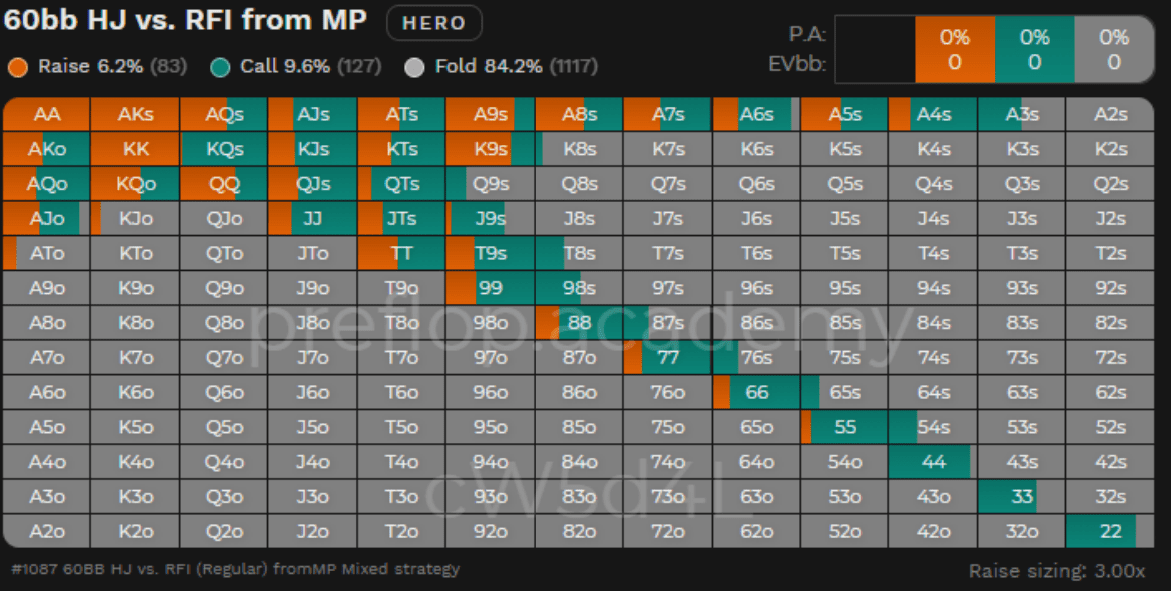 60bb HJ vs. RFI from MP HERO
P.A: 0% 0% 0%
EVbb: 0 0 0
Raise 6.2% (83) Call 9.6% (127) Fold 84.2% (1117)
AA AKs AQs AJs ATs A9s A8s A7s A6s A5s A4s A3s A2s
AKo KK KQs KJs KTs K9s K8s K7s K6s K5s K4s K3s K2s
AQo KQo QQ QJs QTs Q9s Q8s Q7s Q6s Q5s Q4s Q3s Q2s
AJo KJo QJo JJ JTs J9s J8s J7s J6s J5s J4s J3s J2s
ATo KTo QTo JTo TT T9s T8s T7s T6s T5s T4s T3s T2s
A9o K9o Q9o J9o T9o 99 98s 97s 96s 95s 94s 93s 92s
A8o K8o Q8o J8o T8o 98o 88 87s 86s 85s 84s 83s 82s
preflop.academy
A7o K7o Q7o J7o T7o 97o 87o 77 76s 75s 74s 73s 72s
A6o K6o Q6o J6o T6o 96o 86o 76o 66 65s 64s 63s 62s
A5o K5o Q5o J5o T5o 95o 85o 75o 65o 55 54s 53s 52s
A4o K4o Q4o J4o T4o 94o 84o 74o 64o 54o 44 43s 42s
A3o K3o Q3o J3o T3o 93o 83o 73o 63o 53o 43o 33 32s
cW5d4L
A2o K2o Q2o J2o T2o 92o 82o 72o 62o 52o 42o 32o 22
#1087 60BB HJ vs. RFI (Regular) fromMP Mixed strategy
Raise sizing: 3.00x